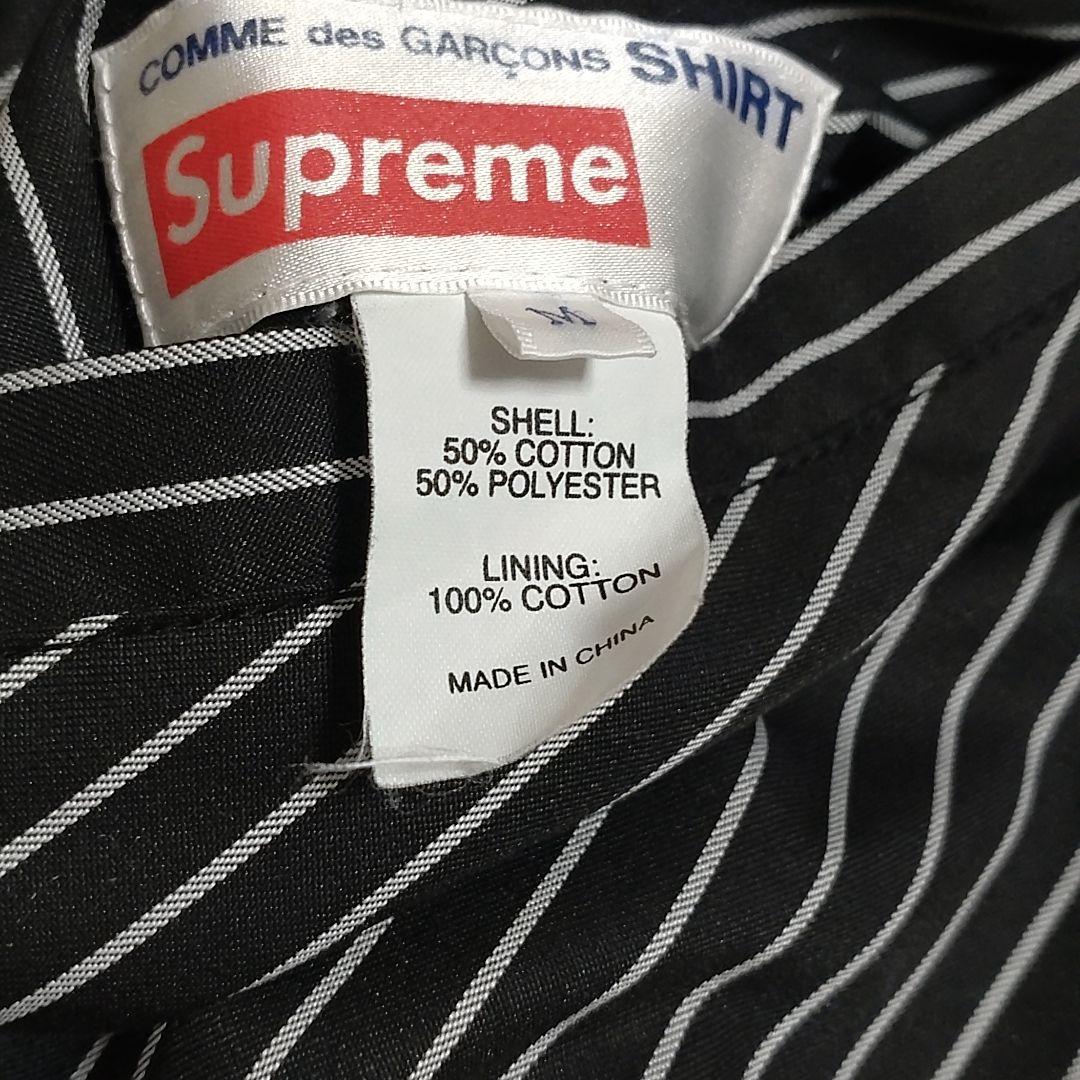 COMME des GARÇONS SHIRT
Supreme
M
SHELL:
50% COTTON
50% POLYESTER
LINING:
100% COTTON
MADE IN CHINA